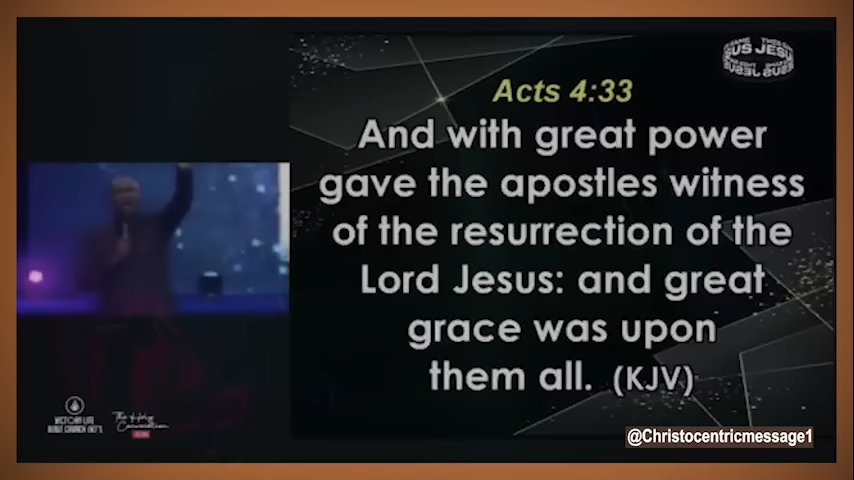 Acts 4:33
And with great power
gave the apostles witness
of the resurrection of the
Lord Jesus: and great
grace was upon
them all. (KJV)
@Christocentricmessage1